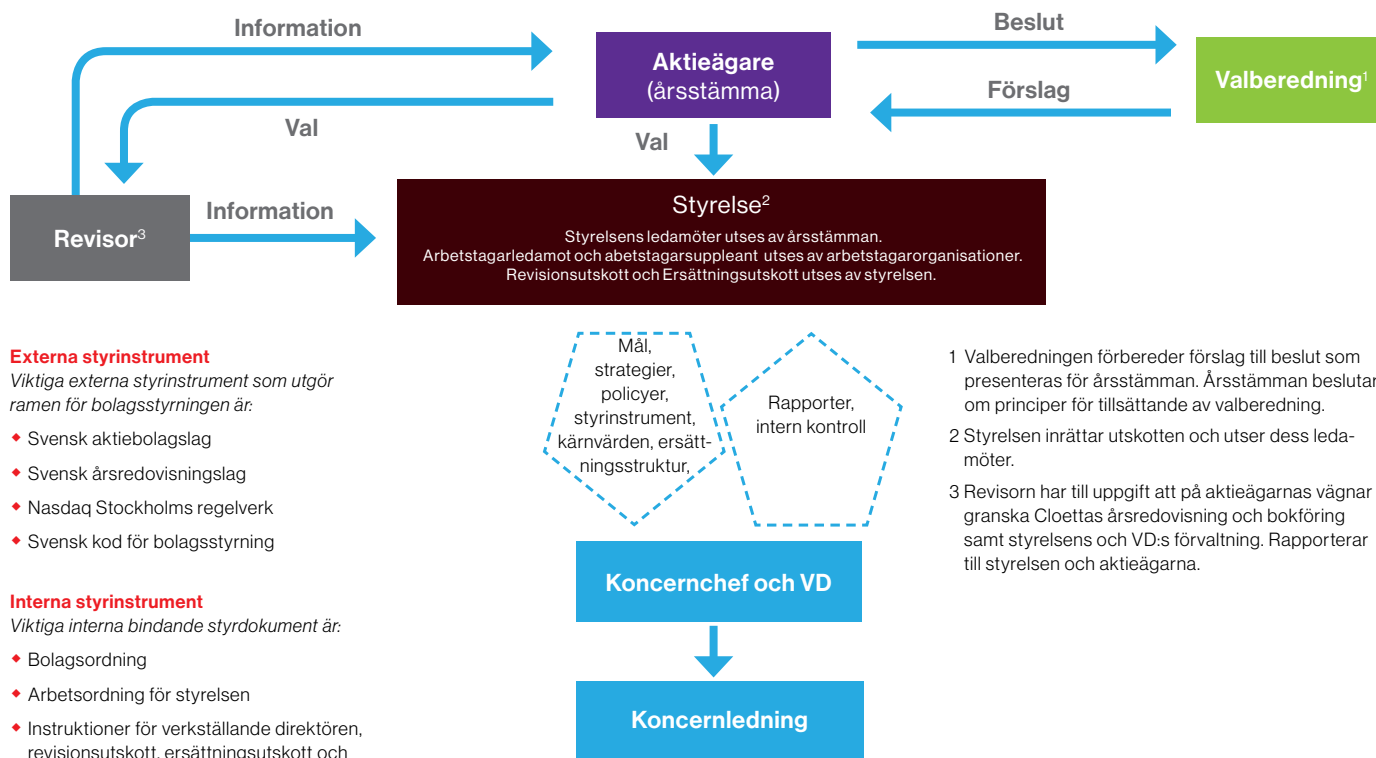 Information
Beslut
Aktieägare
(årsstämma)
Valberedning1
Förslag
Val
Val
Revisor3
Information
Styrelse2
Styrelsens ledamöter utses av årsstämman.
Arbetstagarledamot och abetstagarsuppleant utses av arbetstagarorganisationer.
Revisionsutskott och Ersättningsutskott utses av styrelsen.
Externa styrinstrument
Viktiga externa styrinstrument som utgör
ramen för bolagsstyrningen är:
◆ Svensk aktiebolagslag
◆ Svensk årsredovisningslag
◆ Nasdaq Stockholms regelverk
◆ Svensk kod för bolagsstyrning
Interna styrinstrument
Viktiga interna bindande styrdokument är:
◆ Bolagsordning
◆ Arbetsordning för styrelsen
◆ Instruktioner för verkställande direktören,
revisionsutskott, ersättningsutskott och
Mål,
strategier,
policyer,
styrinstrument,
kärnvärden, ersätt-
ningsstruktur,
Rapporter,
intern kontroll
Koncernchef och VD
Koncernledning
1 Valberedningen förbereder förslag till beslut som
presenteras för årsstämman. Årsstämman beslutar
om principer för tillsättande av valberedning.
2 Styrelsen inrättar utskotten och utser dess leda-
möter.
3 Revisorn har till uppgift att på aktieägarnas vägnar
granska Cloettas årsredovisning och bokföring
samt styrelsens och VD:s förvaltning. Rapporterar
till styrelsen och aktieägarna.